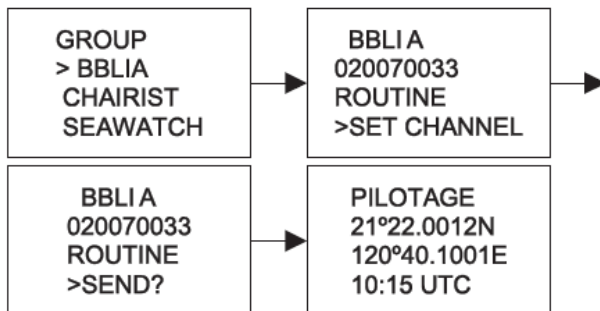 GROUP
> BBLIA
CHAIRIST
SEAWATCH
BBLI A
020070033
ROUTINE
>SET CHANNEL
BBLI A
020070033
ROUTINE
>SEND?
PILOTAGE
21º22.0012N
120º40.1001E
10:15 UTC